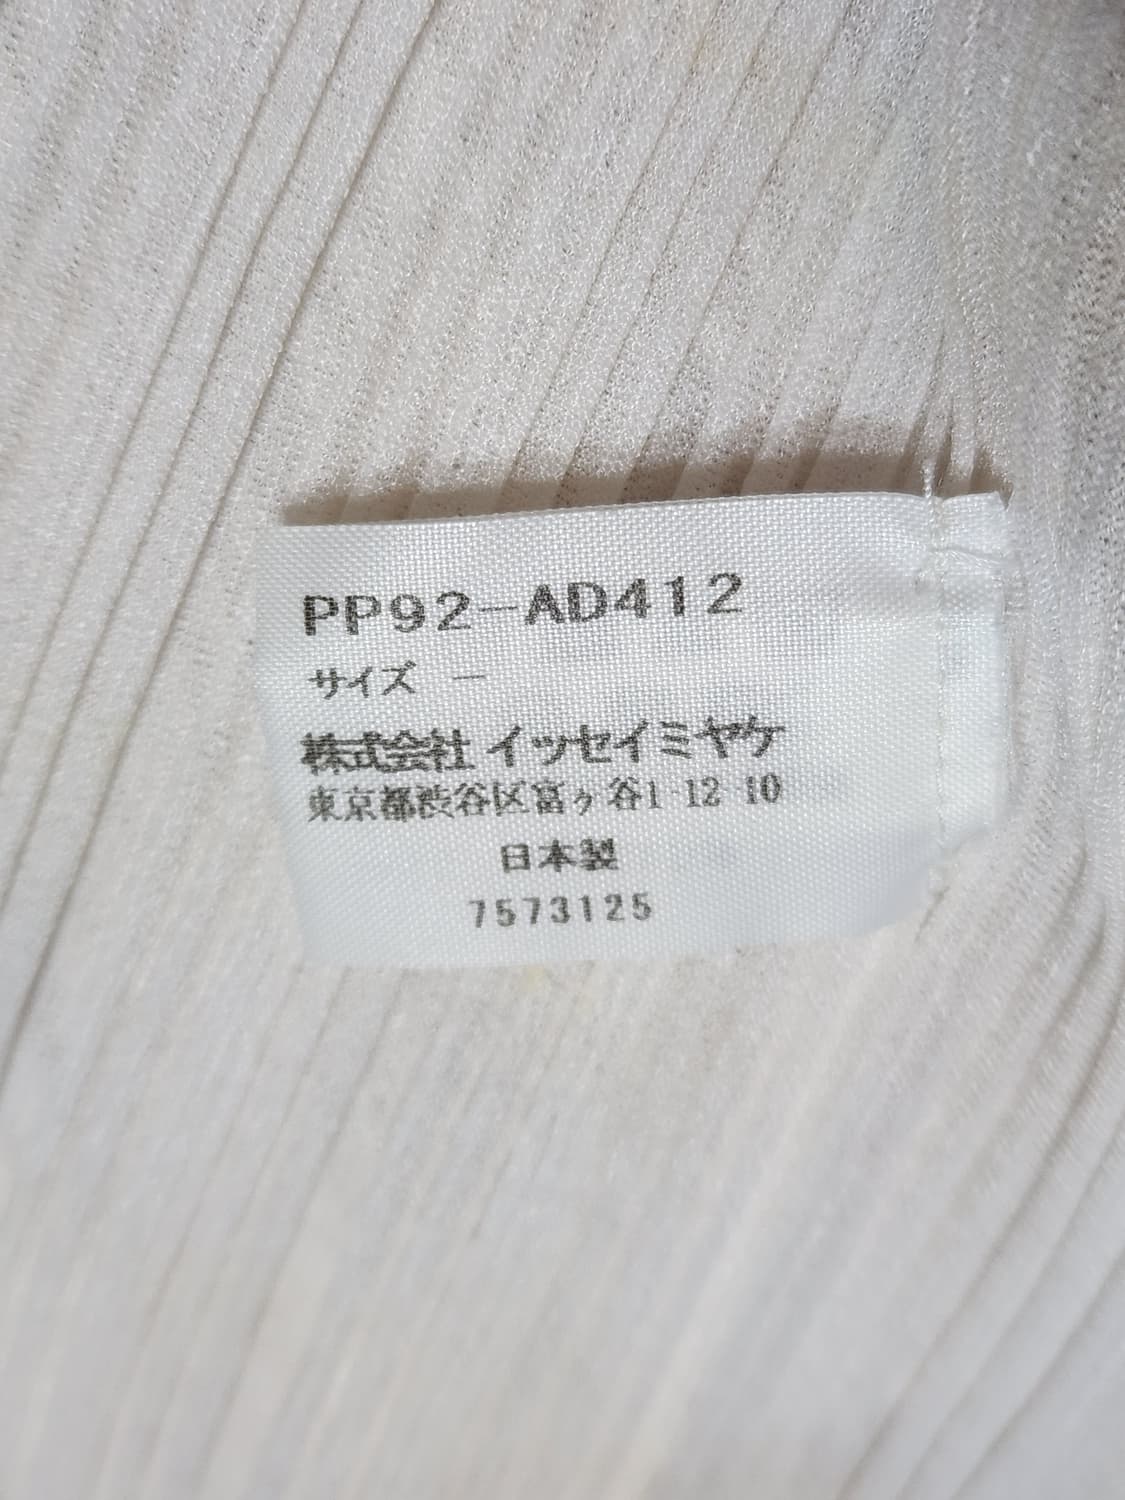 PP92-AD412
サイズ －
株式会社 イッセイミヤケ
東京都渋谷区富ヶ谷1-12-10
日本製
7573125